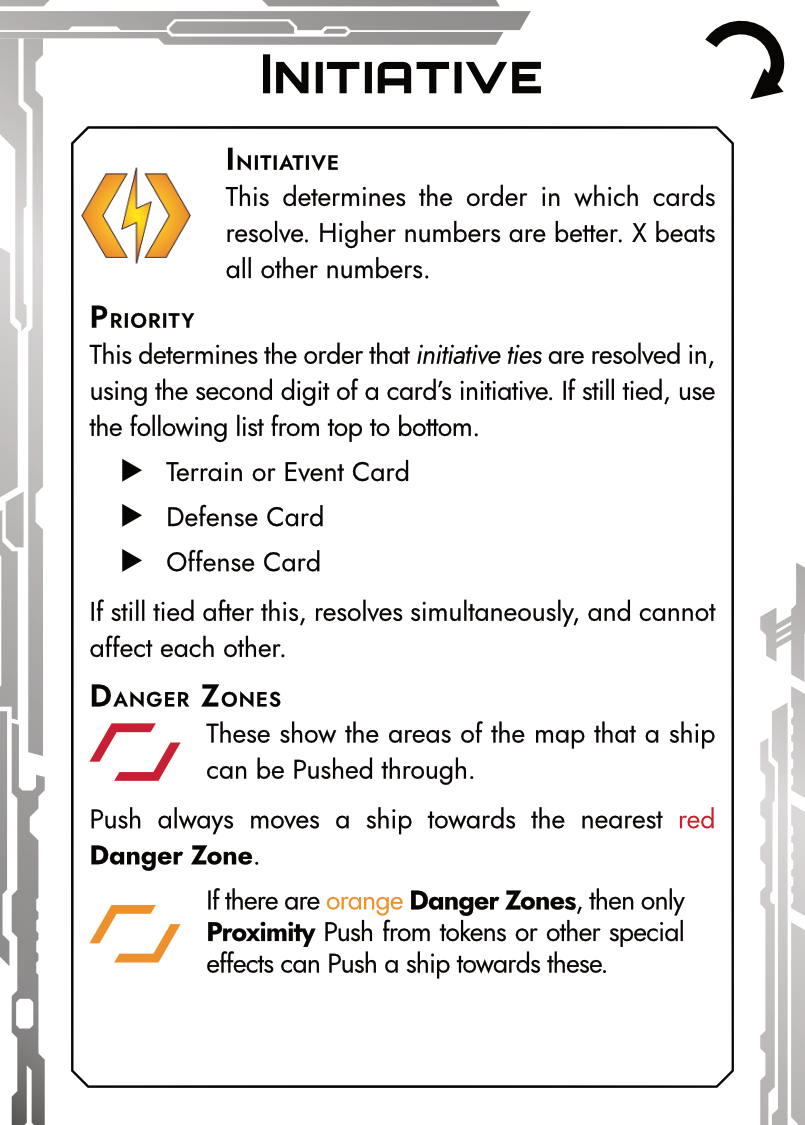 INITIATIVE
INITIATIVE
This determines the order in which cards
resolve. Higher numbers are better. X beats
all other numbers.
PRIORITY
This determines the order that initiative ties are resolved in,
using the second digit of a card's initiative. If still tied, use
the following list from top to bottom.
▶ Terrain or Event Card
▶ Defense Card
▶ Offense Card
If still tied after this, resolves simultaneously, and cannot
affect each other.
DANGER ZONES
These show the areas of the map that a ship
can be Pushed through.
Push always moves a ship towards the nearest red
Danger Zone.
If there are orange Danger Zones, then only
Proximity Push from tokens or other special
effects can Push a ship towards these.